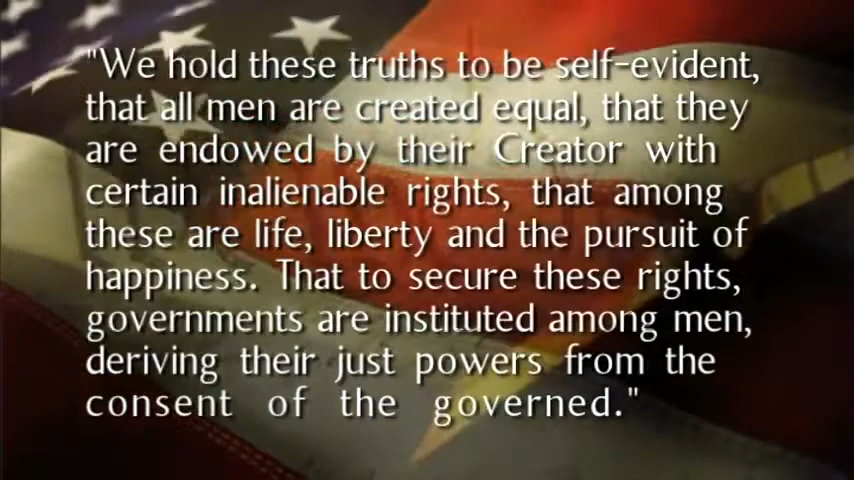 "We hold these truths to be self-evident,
that all men are created equal, that they
are endowed by their Creator with
certain inalienable rights, that among
these are life, liberty and the pursuit of
happiness. That to secure these rights,
governments are instituted among men,
deriving their just powers from the
consent of the governed."